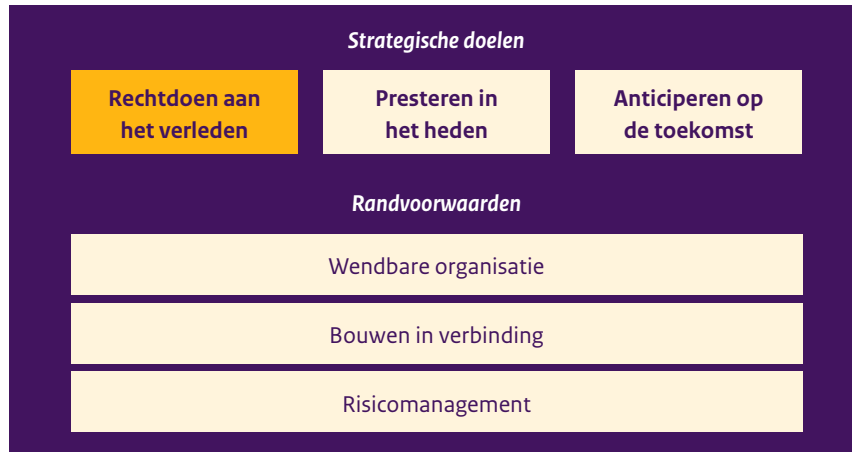 Strategische doelen
Rechtdoen aan
het verleden
Presteren in
het heden
Anticiperen op
de toekomst
Randvoorwaarden
Wendbare organisatie
Bouwen in verbinding
Risicomanagement